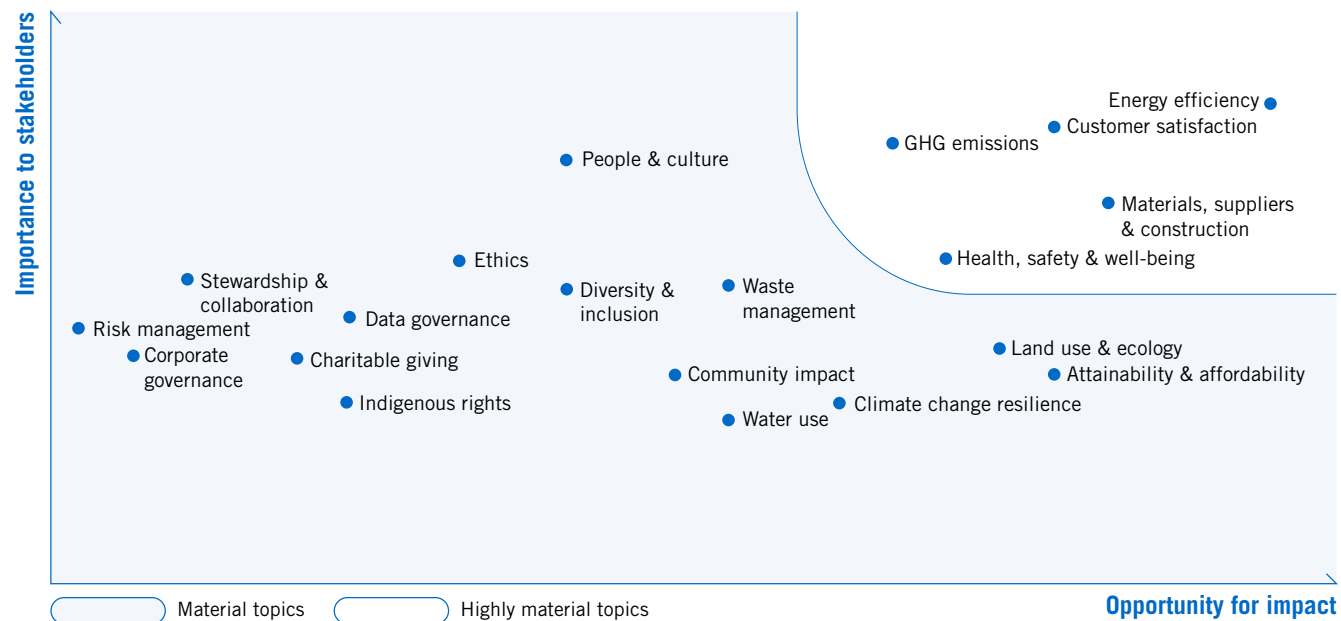 Importance to stakeholders
Energy efficiency
Customer satisfaction
GHG emissions
People & culture
Materials, suppliers
& construction
Health, safety & well-being
Ethics
Stewardship &
collaboration
Diversity &
inclusion
Waste
management
Data governance
Risk management
Corporate
governance
Charitable giving
Land use & ecology
Community impact
Attainability & affordability
Indigenous rights
Climate change resilience
Water use
Material topics
Highly material topics
Opportunity for impact